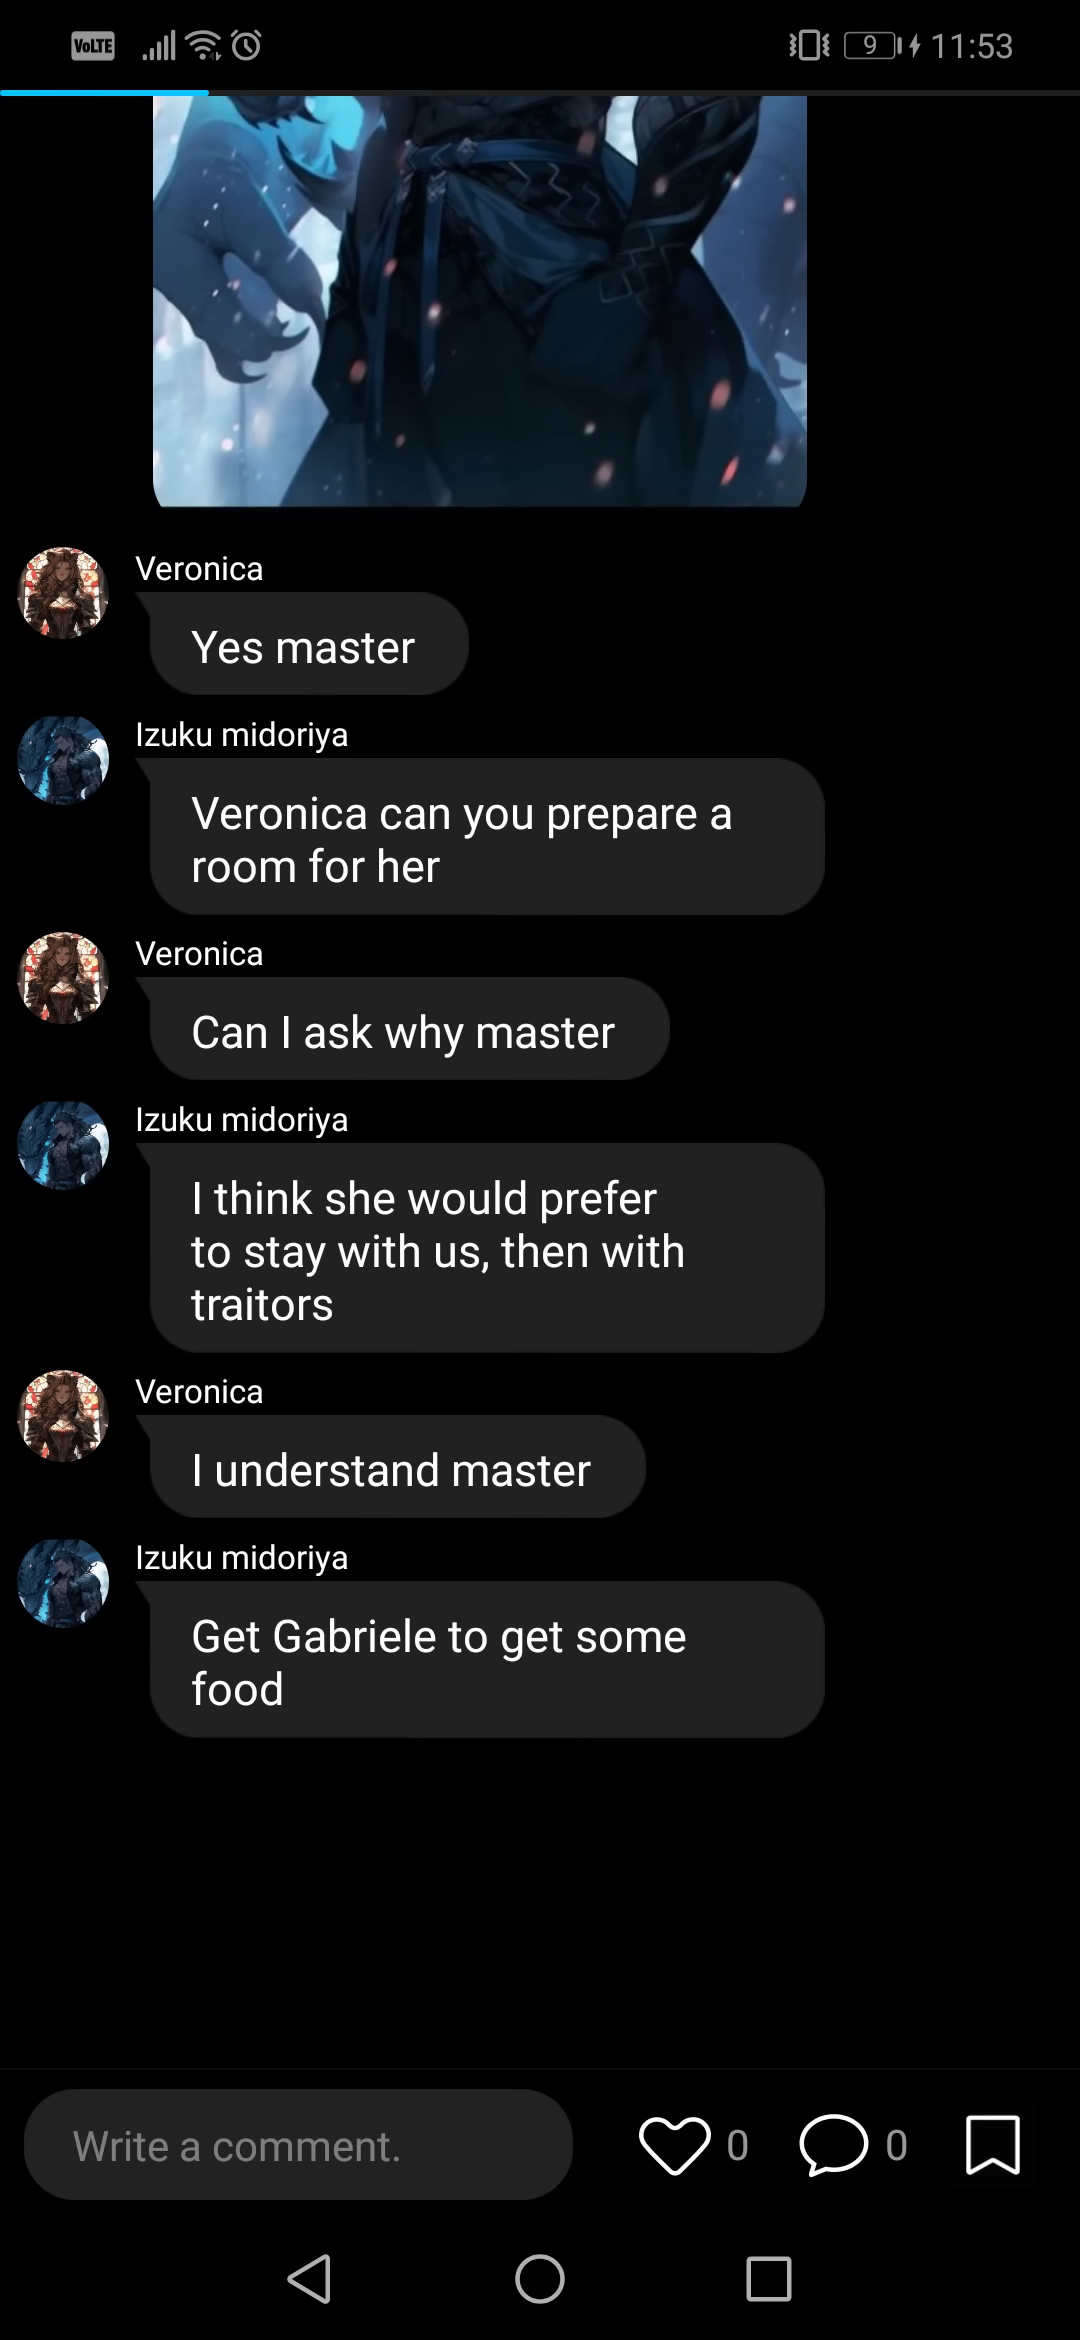 VoLTE 9 11:53
Veronica
Yes master
Izuku midoriya
Veronica can you prepare a
room for her
Veronica
Can I ask why master
Izuku midoriya
I think she would prefer
to stay with us, then with
traitors
Veronica
I understand master
Izuku midoriya
Get Gabriele to get some
food
Write a comment. 0 0